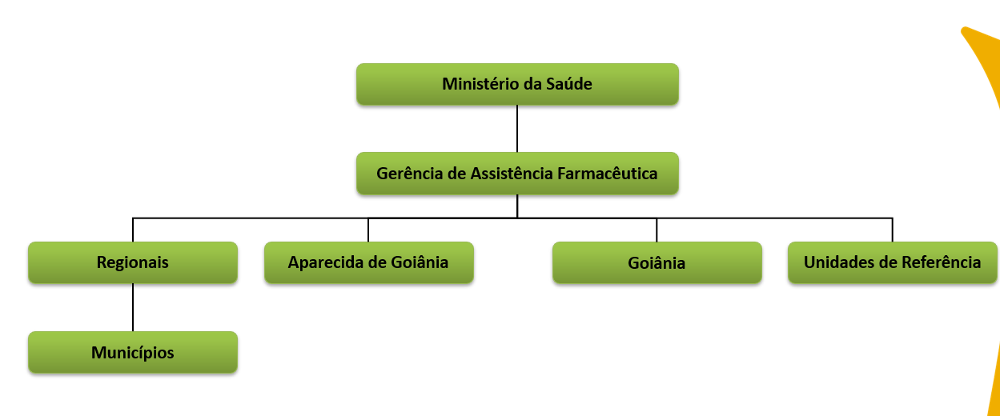 Ministério da Saúde
Gerência de Assistência Farmacêutica
Regionais
Aparecida de Goiânia
Goiânia
Unidades de Referência
Municípios